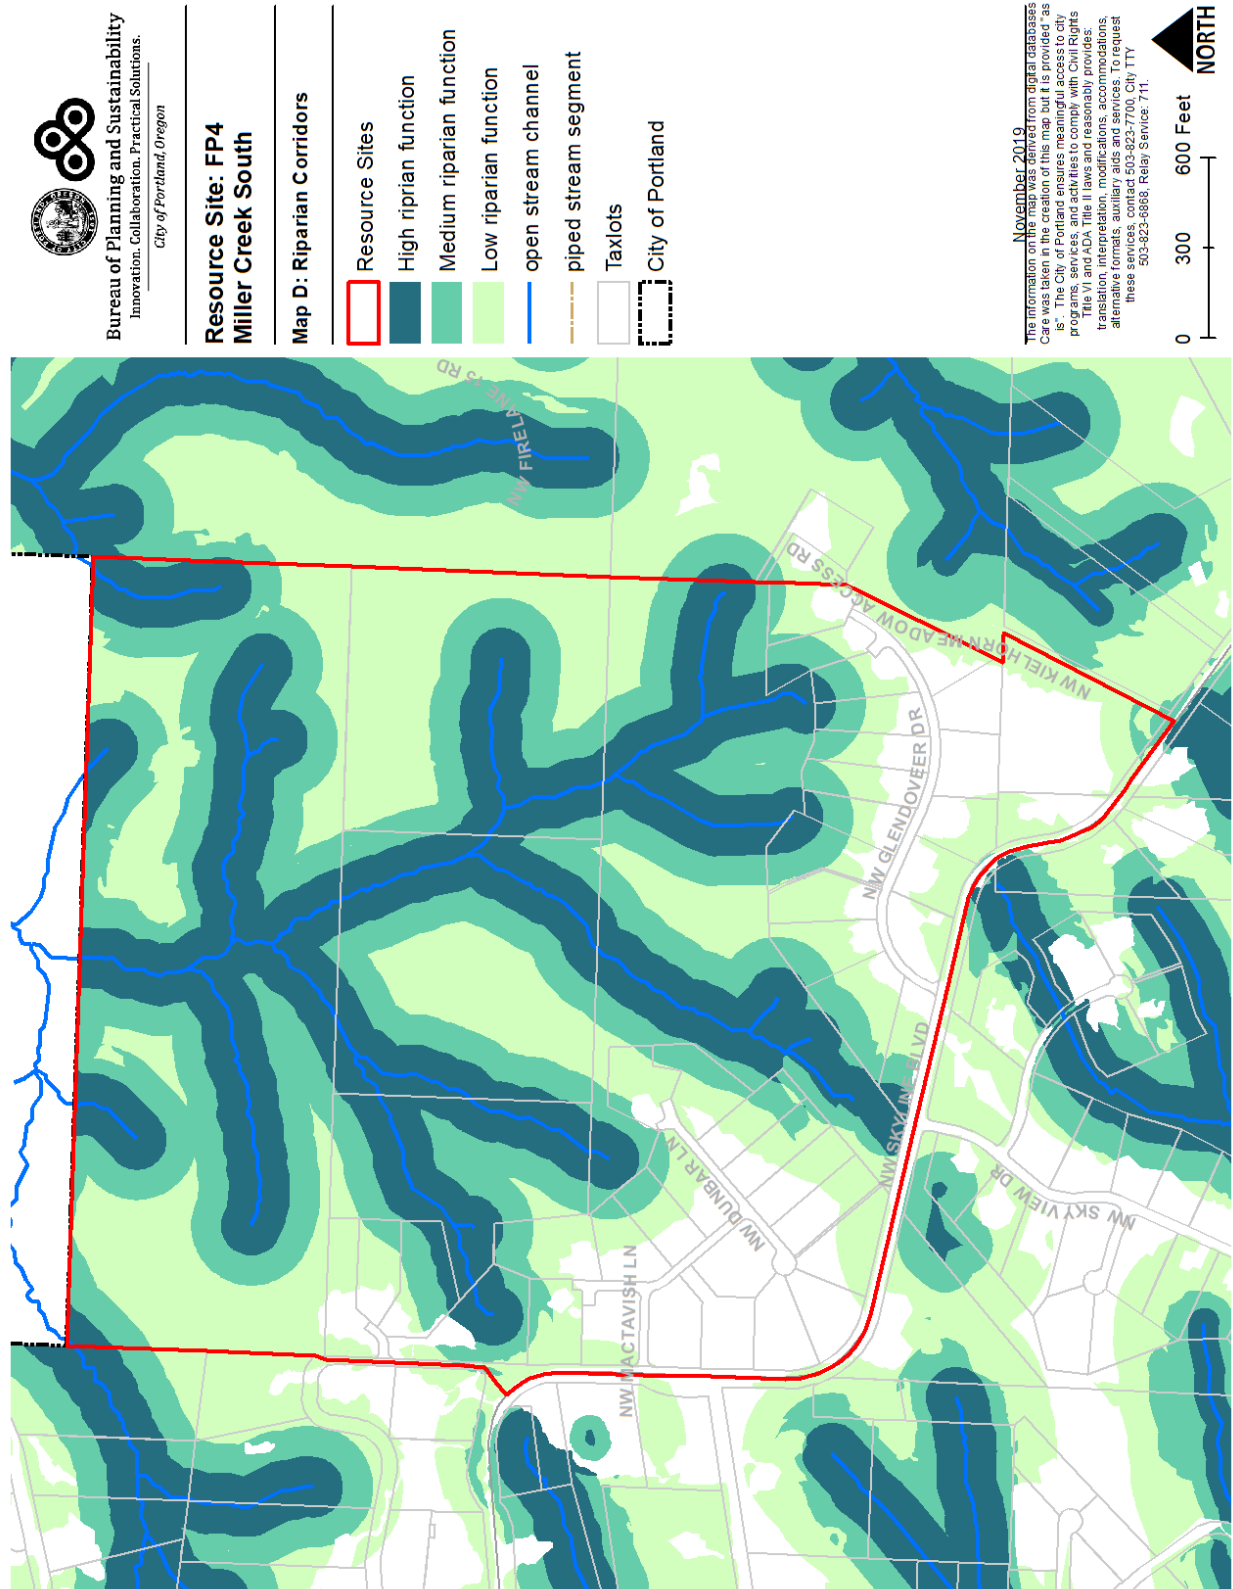 Bureau of Planning and Sustainability
Innovation. Collaboration. Practical Solutions.
City of Portland, Oregon
Resource Site: FP4
Miller Creek South
Map D: Riparian Corridors
Resource Sites
High riprian function
Medium riparian function
Low riparian function
open stream channel
piped stream segment
Taxlots
City of Portland
November 2019
The information on the map was derived from digital databases
Care was taken in the creation of this map but it is provided "as
is". The City of Portland ensures meaningful access to city
programs, services, and activities to comply with Civil Rights
Title VI and ADA Title II laws and reasonably provides:
translation, interpretation, modifications, accommodations,
alternative formats, auxiliary aids and services. To request
these services, contact 503-823-7700, City TTY
503-823-6868, Relay Service: 711.
0 300 600 Feet
NORTH
NW FIRELANE 15 RD
NW KIELHORN MEADOW ACCESS RD
NW GLENDOVEER DR
NW SKYLINE BLVD
NW DUNBAR LN
NW MACTAVISH LN
NW SKY VIEW DR